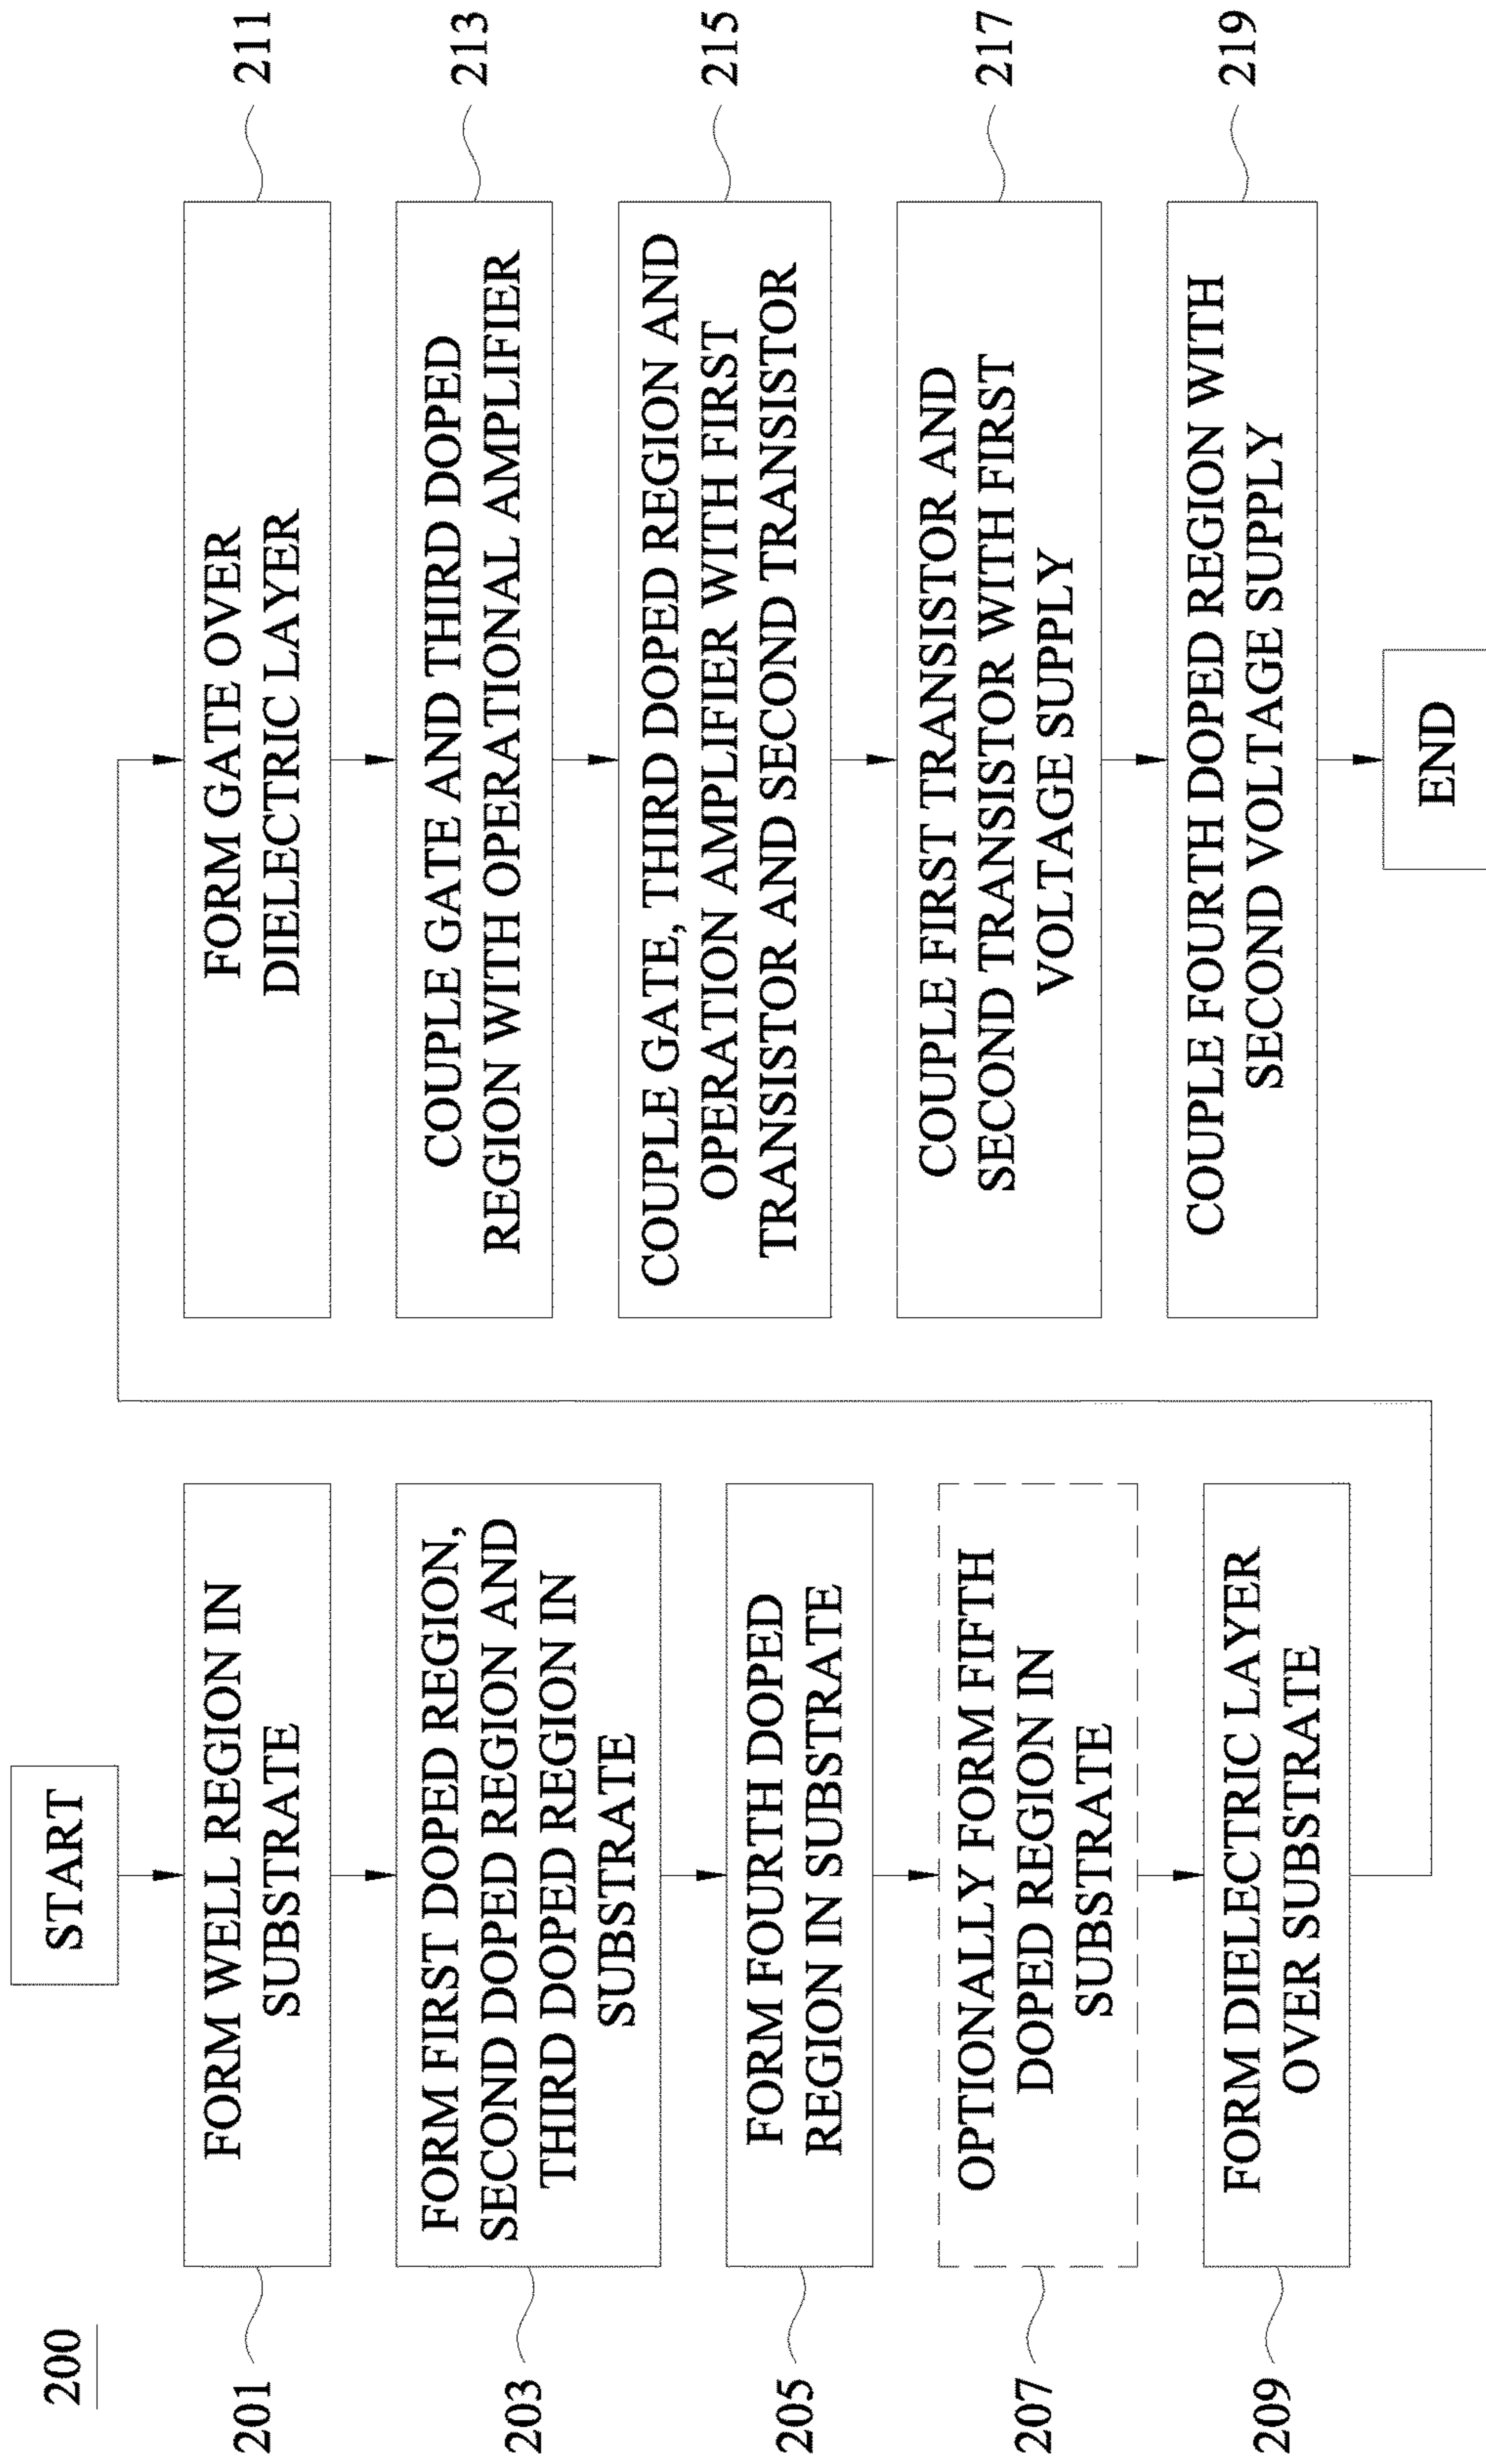 200
START
201
FORM WELL REGION IN
SUBSTRATE
203
FORM FIRST DOPED REGION,
SECOND DOPED REGION AND
THIRD DOPED REGION IN
SUBSTRATE
205
FORM FOURTH DOPED
REGION IN SUBSTRATE
207
OPTIONALLY FORM FIFTH
DOPED REGION IN
SUBSTRATE
209
FORM DIELECTRIC LAYER
OVER SUBSTRATE
FORM GATE OVER
DIELECTRIC LAYER
211
COUPLE GATE AND THIRD DOPED
REGION WITH OPERATIONAL AMPLIFIER
213
COUPLE GATE, THIRD DOPED REGION AND
OPERATION AMPLIFIER WITH FIRST
TRANSISTOR AND SECOND TRANSISTOR
215
COUPLE FIRST TRANSISTOR AND
SECOND TRANSISTOR WITH FIRST
VOLTAGE SUPPLY
217
COUPLE FOURTH DOPED REGION WITH
SECOND VOLTAGE SUPPLY
219
END